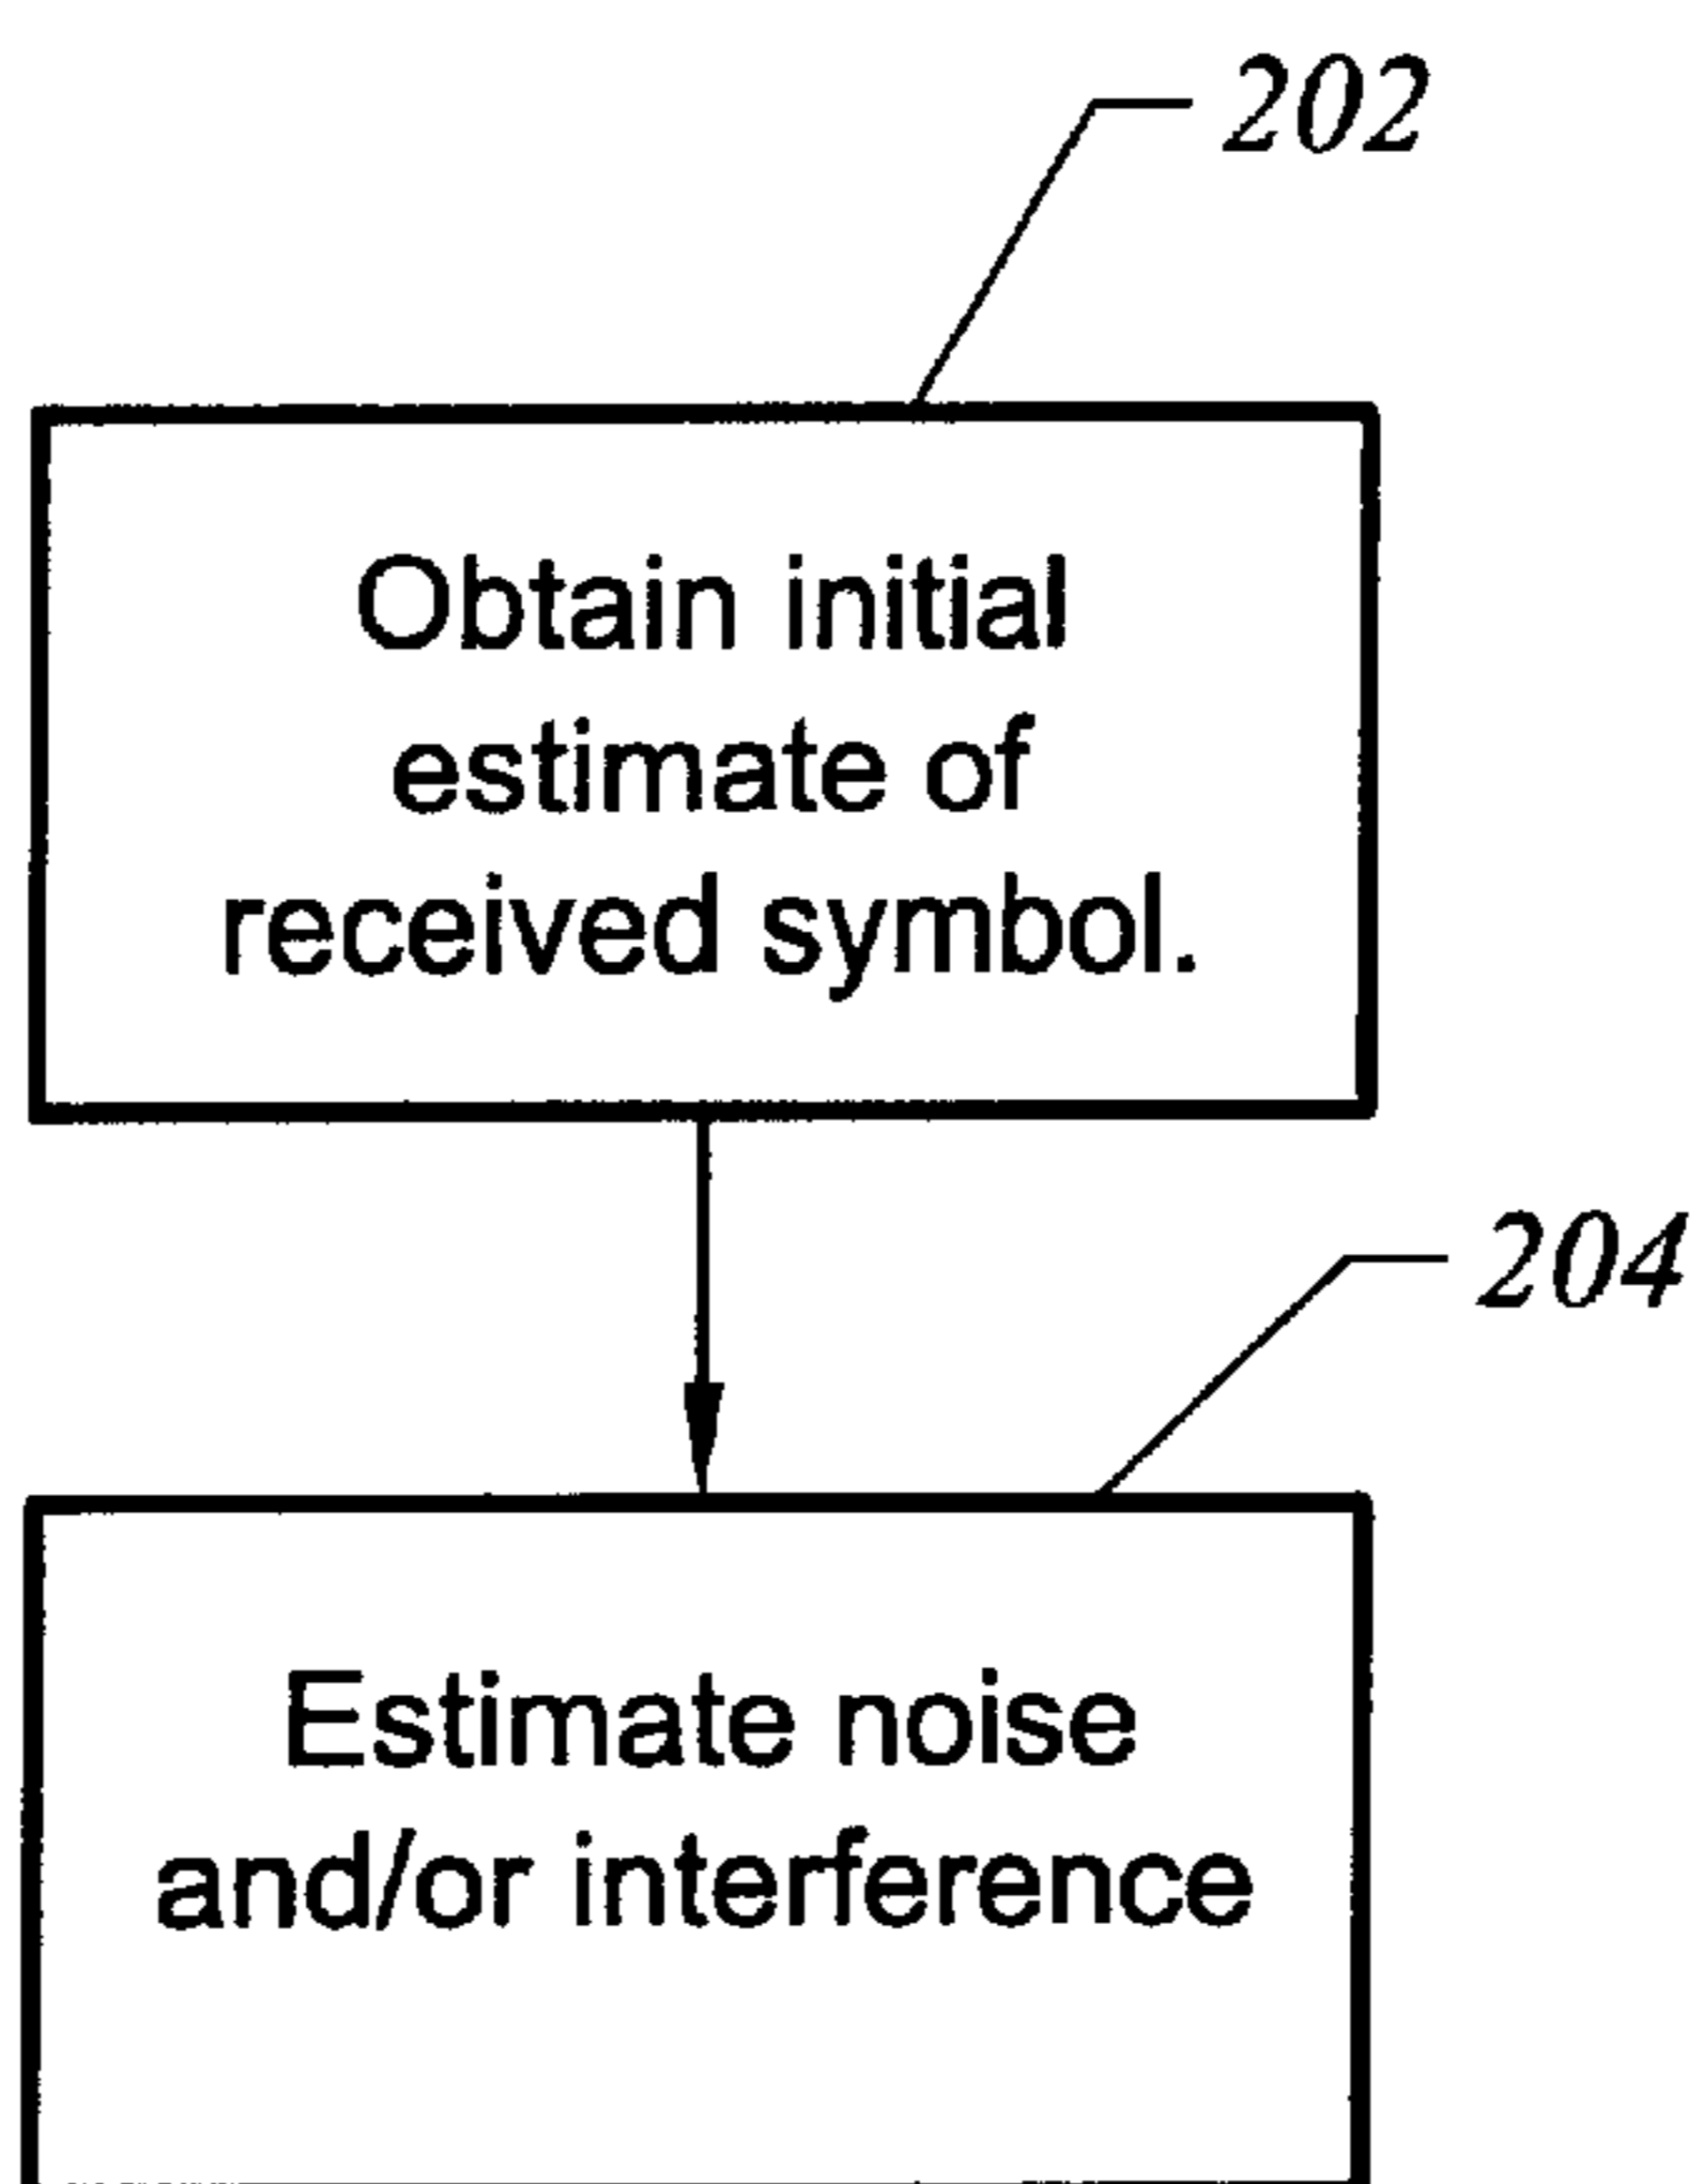 202
Obtain initial
estimate of
received symbol.
204
Estimate noise
and/or interference